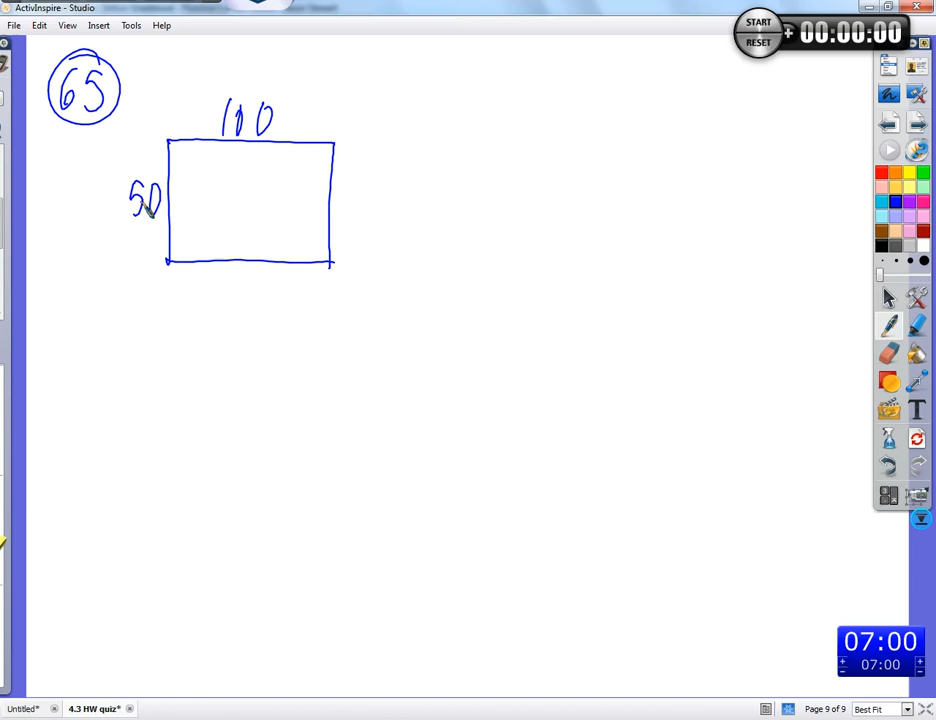 ActivInspire - Studio
File Edit View Insert Tools Help
START
RESET
00:00:00
65
50
07:00
07:00
T
Untitled*
4.3 HW quiz*
Page 9 of 9
Best Fit